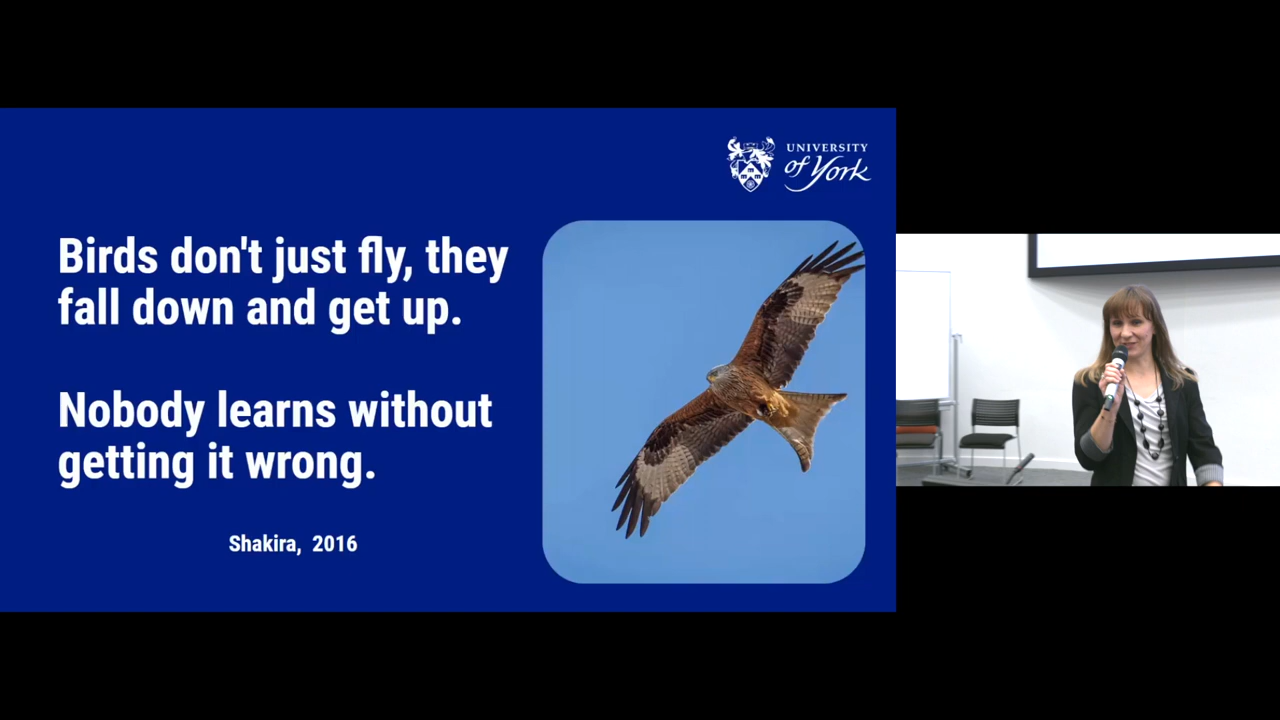 UNIVERSITY
of York
Birds don't just fly, they
fall down and get up.
Nobody learns without
getting it wrong.
Shakira, 2016